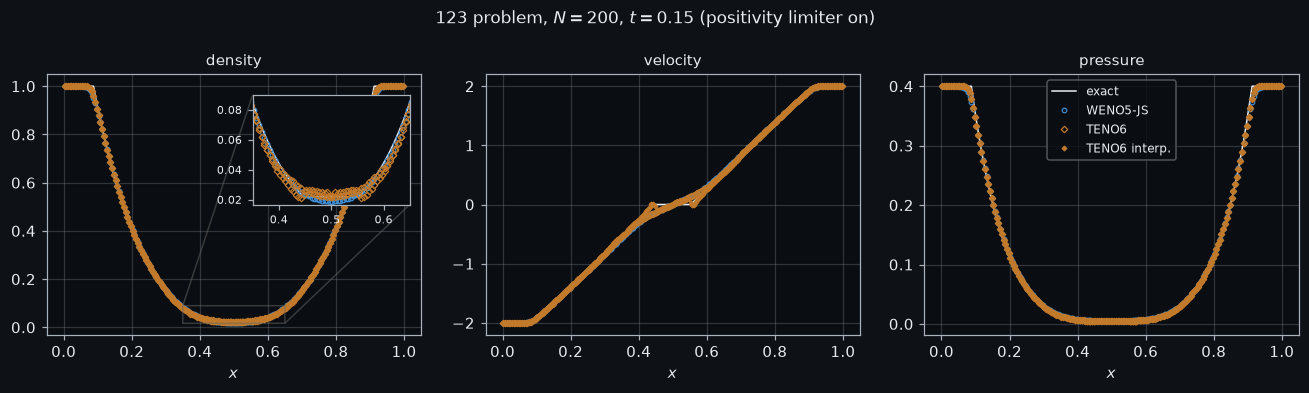 123 problem, N = 200, t = 0.15 (positivity limiter on)
density
1.0
0.8
0.6
0.4
0.2
0.0
0.08
0.06
0.04
0.02
0.4 0.5 0.6
0.0 0.2 0.4 0.6 0.8 1.0
x
velocity
2
1
0
−1
−2
0.0 0.2 0.4 0.6 0.8 1.0
x
pressure
0.4
0.3
0.2
0.1
0.0
exact
WENO5-JS
TENO6
TENO6 interp.
0.0 0.2 0.4 0.6 0.8 1.0
x